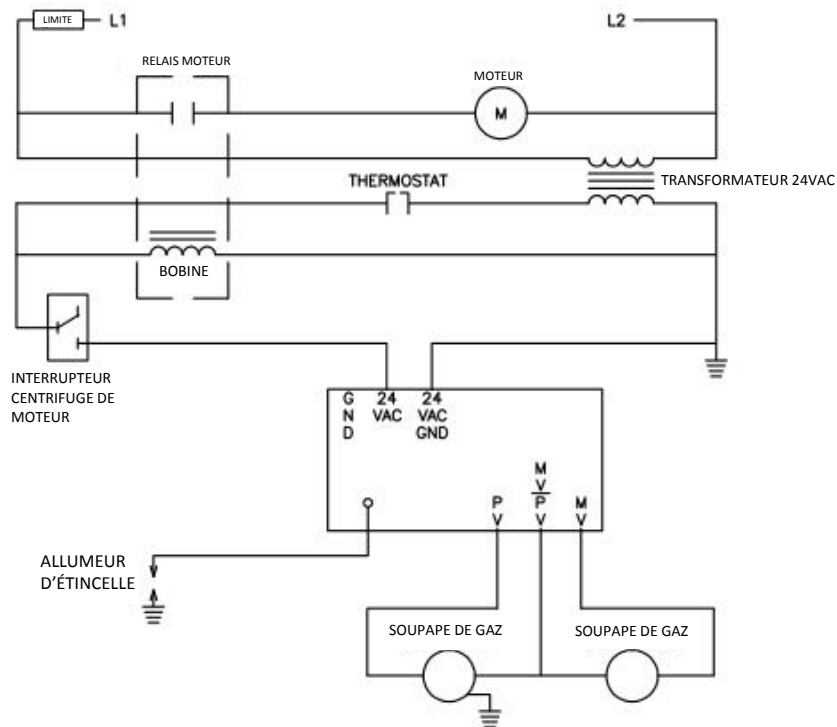 LIMITE
L1
L2
RELAIS MOTEUR
MOTEUR
M
TRANSFORMATEUR 24VAC
THERMOSTAT
BOBINE
INTERRUPTEUR
CENTRIFUGE DE
MOTEUR
G
N
D
24
VAC
24
VAC
GND
P
V
M
V
P
V
M
V
ALLUMEUR
D’ÉTINCELLE
SOUPAPE DE GAZ
SOUPAPE DE GAZ